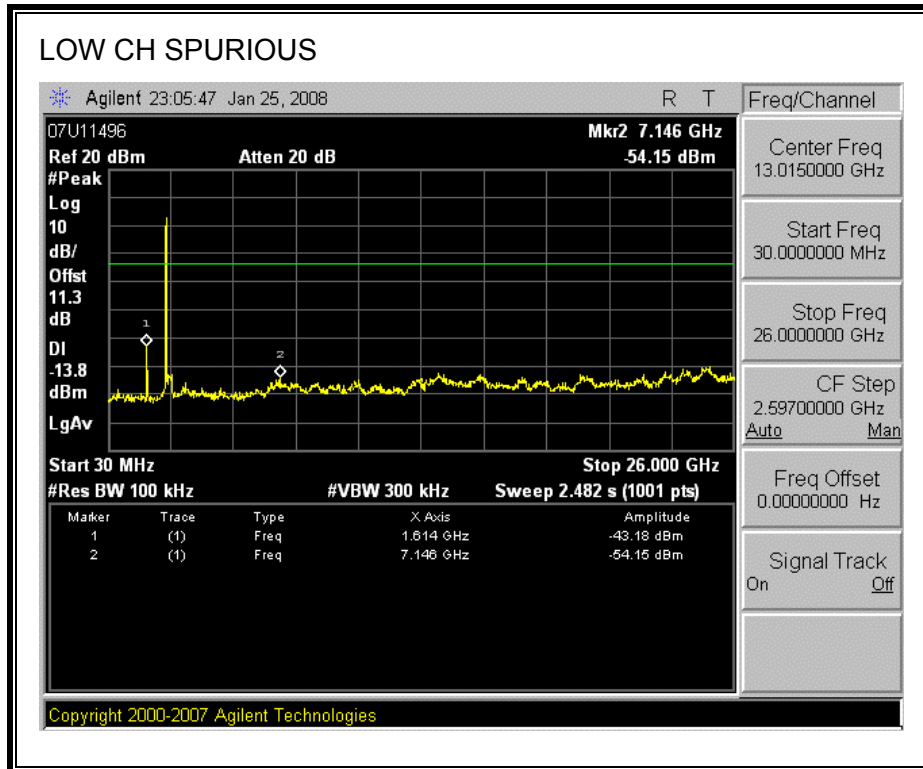 LOW CH SPURIOUS
Agilent 23:05:47 Jan 25, 2008 R T
Freq/Channel
07U11496 Mkr2 7.146 GHz
Ref 20 dBm Atten 20 dB -54.15 dBm
#Peak
Log
10
dB/
Offst
11.3
dB
DI
-13.8
dBm
LgAv
1
2
Start 30 MHz Stop 26.000 GHz
#Res BW 100 kHz #VBW 300 kHz Sweep 2.482 s (1001 pts)
Marker Trace Type X Axis Amplitude
1 (1) Freq 1.614 GHz -43.18 dBm
2 (1) Freq 7.146 GHz -54.15 dBm
Center Freq
13.0150000 GHz
Start Freq
30.0000000 MHz
Stop Freq
26.0000000 GHz
CF Step
2.59700000 GHz
Auto Man
Freq Offset
0.00000000 Hz
Signal Track
On Off
Copyright 2000-2007 Agilent Technologies